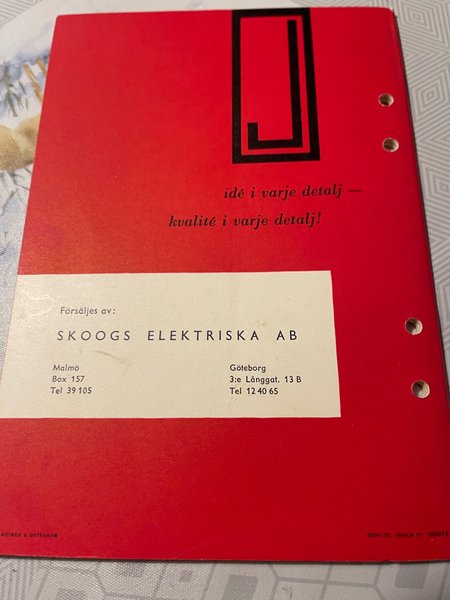 J
idé i varje detalj —
kvalité i varje detalj!
Försäljes av:
SKOOGS ELEKTRISKA AB
Malmö
Box 157
Tel 39 105
Göteborg
3:e Långgat. 13 B
Tel 12 40 65